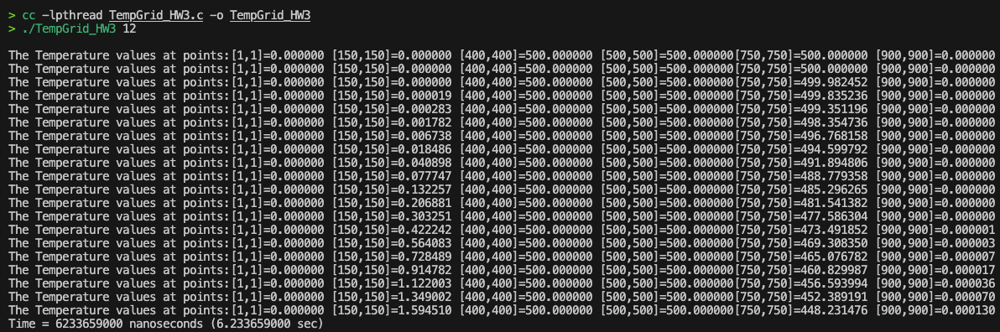 > cc -lpthread TempGrid_HW3.c -o TempGrid_HW3
> ./TempGrid_HW3 12
The Temperature values at points:[1,1]=0.000000 [150,150]=0.000000 [400,400]=500.000000 [500,500]=500.000000[750,750]=500.000000 [900,900]=0.000000
The Temperature values at points:[1,1]=0.000000 [150,150]=0.000000 [400,400]=500.000000 [500,500]=500.000000[750,750]=500.000000 [900,900]=0.000000
The Temperature values at points:[1,1]=0.000000 [150,150]=0.000000 [400,400]=500.000000 [500,500]=500.000000[750,750]=499.982452 [900,900]=0.000000
The Temperature values at points:[1,1]=0.000000 [150,150]=0.000019 [400,400]=500.000000 [500,500]=500.000000[750,750]=499.835236 [900,900]=0.000000
The Temperature values at points:[1,1]=0.000000 [150,150]=0.000283 [400,400]=500.000000 [500,500]=500.000000[750,750]=499.351196 [900,900]=0.000000
The Temperature values at points:[1,1]=0.000000 [150,150]=0.001782 [400,400]=500.000000 [500,500]=500.000000[750,750]=498.354736 [900,900]=0.000000
The Temperature values at points:[1,1]=0.000000 [150,150]=0.006738 [400,400]=500.000000 [500,500]=500.000000[750,750]=496.768158 [900,900]=0.000000
The Temperature values at points:[1,1]=0.000000 [150,150]=0.018486 [400,400]=500.000000 [500,500]=500.000000[750,750]=494.599792 [900,900]=0.000000
The Temperature values at points:[1,1]=0.000000 [150,150]=0.040898 [400,400]=500.000000 [500,500]=500.000000[750,750]=491.894806 [900,900]=0.000000
The Temperature values at points:[1,1]=0.000000 [150,150]=0.077747 [400,400]=500.000000 [500,500]=500.000000[750,750]=488.779358 [900,900]=0.000000
The Temperature values at points:[1,1]=0.000000 [150,150]=0.132257 [400,400]=500.000000 [500,500]=500.000000[750,750]=485.296265 [900,900]=0.000000
The Temperature values at points:[1,1]=0.000000 [150,150]=0.206881 [400,400]=500.000000 [500,500]=500.000000[750,750]=481.541382 [900,900]=0.000000
The Temperature values at points:[1,1]=0.000000 [150,150]=0.303251 [400,400]=500.000000 [500,500]=500.000000[750,750]=477.586304 [900,900]=0.000000
The Temperature values at points:[1,1]=0.000000 [150,150]=0.422242 [400,400]=500.000000 [500,500]=500.000000[750,750]=473.491852 [900,900]=0.000001
The Temperature values at points:[1,1]=0.000000 [150,150]=0.564083 [400,400]=500.000000 [500,500]=500.000000[750,750]=469.308350 [900,900]=0.000003
The Temperature values at points:[1,1]=0.000000 [150,150]=0.728489 [400,400]=500.000000 [500,500]=500.000000[750,750]=465.076782 [900,900]=0.000007
The Temperature values at points:[1,1]=0.000000 [150,150]=0.914782 [400,400]=500.000000 [500,500]=500.000000[750,750]=460.829987 [900,900]=0.000017
The Temperature values at points:[1,1]=0.000000 [150,150]=1.122003 [400,400]=500.000000 [500,500]=500.000000[750,750]=456.593994 [900,900]=0.000036
The Temperature values at points:[1,1]=0.000000 [150,150]=1.349002 [400,400]=500.000000 [500,500]=500.000000[750,750]=452.389191 [900,900]=0.000070
The Temperature values at points:[1,1]=0.000000 [150,150]=1.594510 [400,400]=500.000000 [500,500]=500.000000[750,750]=448.231476 [900,900]=0.000130
Time = 6233659000 nanoseconds (6.233659000 sec)